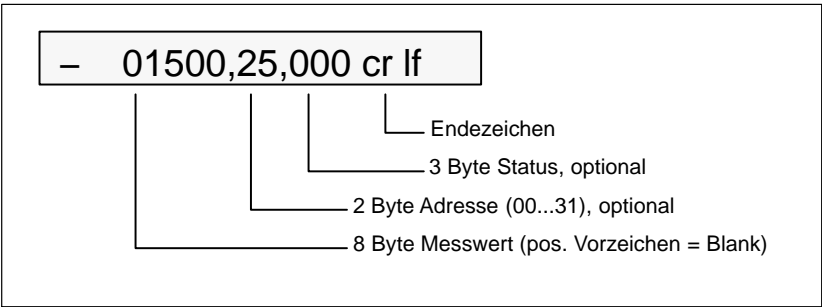 – 01500,25,000 cr lf
Endezeichen
3 Byte Status, optional
2 Byte Adresse (00...31), optional
8 Byte Messwert (pos. Vorzeichen = Blank)